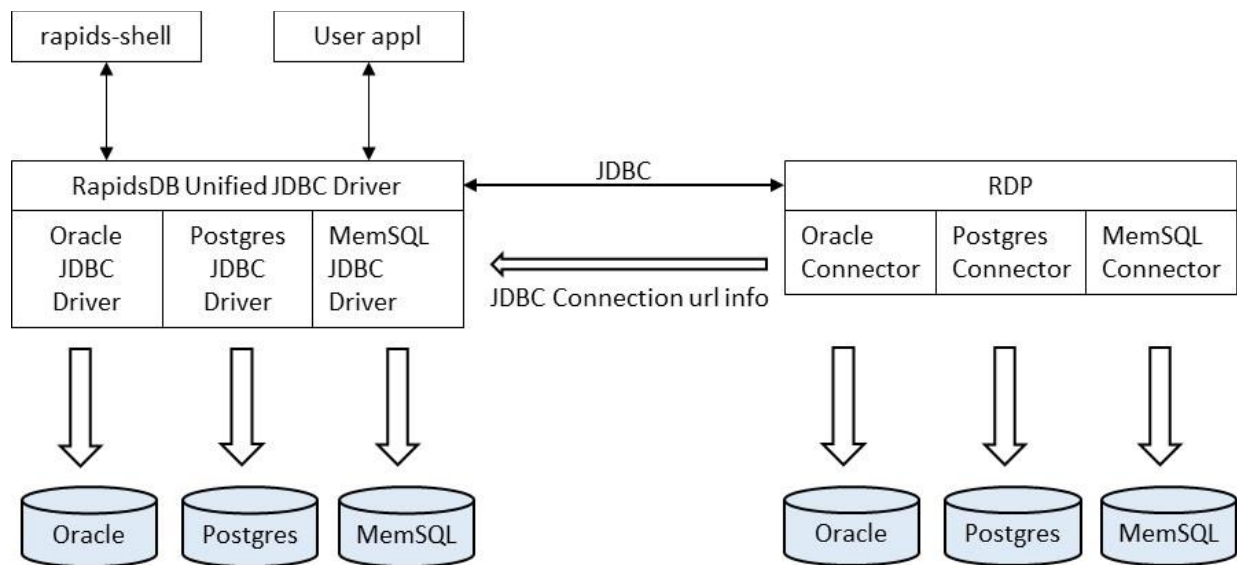 rapids-shell
User appl
RapidsDB Unified JDBC Driver
JDBC
RDP
Oracle
JDBC
Driver
Postgres
JDBC
Driver
MemSQL
JDBC
Driver
JDBC Connection url info
Oracle
Connector
Postgres
Connector
MemSQL
Connector
Oracle
Postgres
MemSQL
Oracle
Postgres
MemSQL